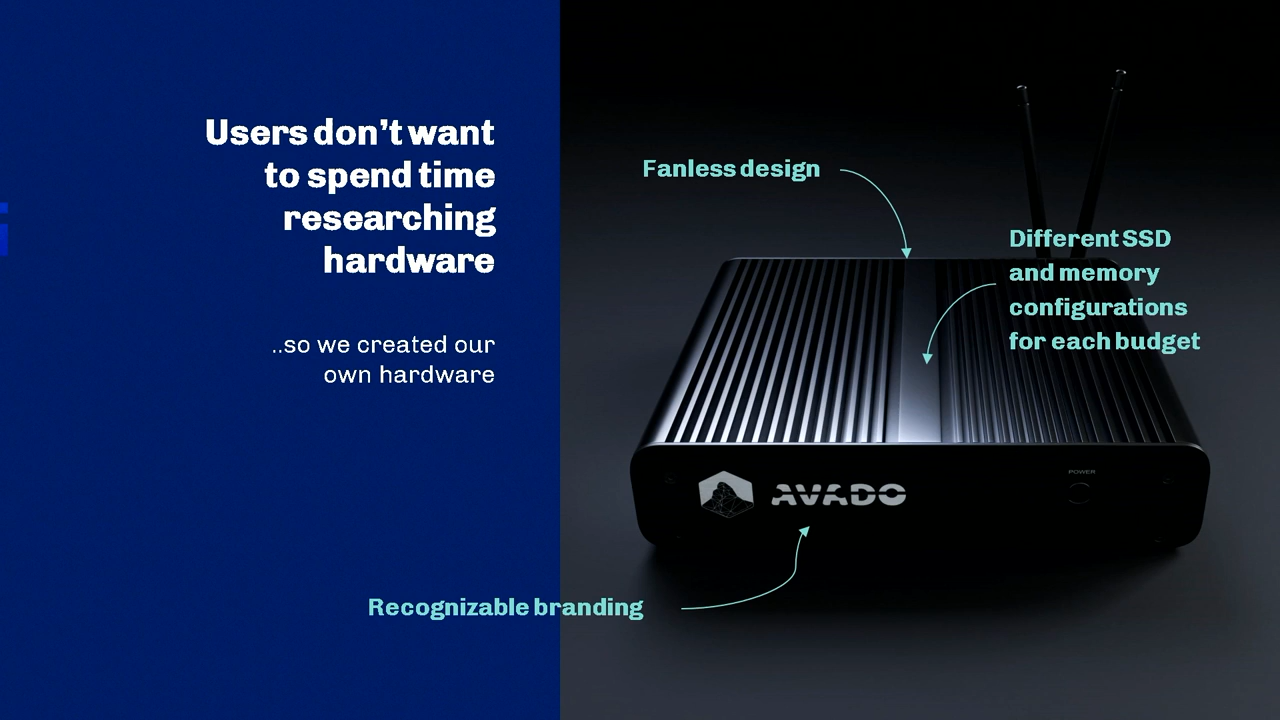 Users don’t want
to spend time
researching
hardware
..so we created our
own hardware
Fanless design
Different SSD
and memory
configurations
for each budget
POWER
AVADO
Recognizable branding